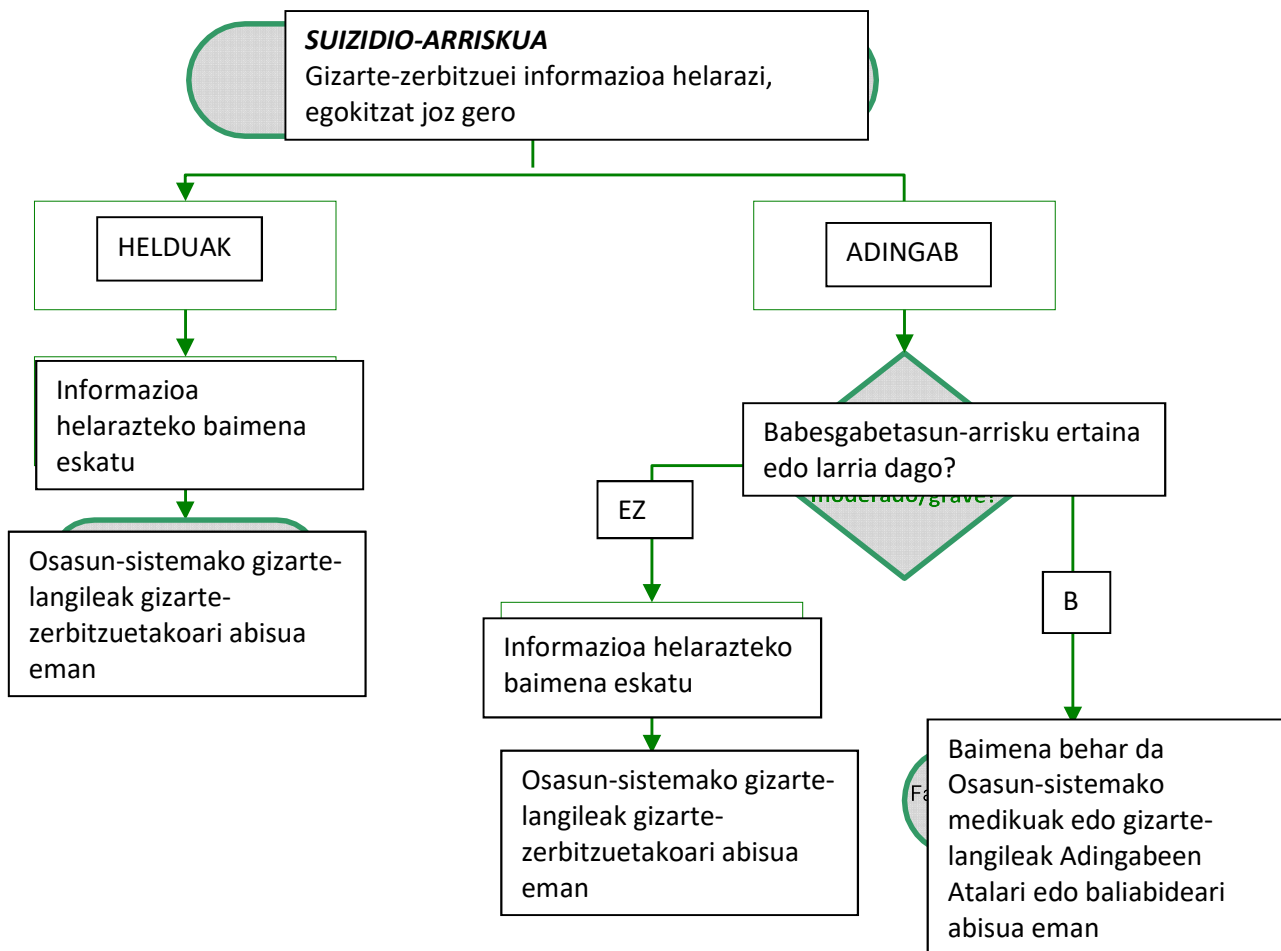 SUIZIDIO-ARRISKUA
Gizarte-zerbitzuei informazioa helarazi,
egokitzat joz gero
HELDUAK
ADINGAB
Informazioa
helarazteko baimena
eskatu
Babesgabetasun-arrisku ertaina
edo larria dago?
moderado/grave?
EZ
B
Osasun-sistemako gizarte-
langileak gizarte-
zerbitzuetakoari abisua
eman
Informazioa helarazteko
baimena eskatu
Osasun-sistemako gizarte-
langileak gizarte-
zerbitzuetakoari abisua
eman
Baimena behar da
Osasun-sistemako
medikuak edo gizarte-
langileak Adingabeen
Atalari edo baliabideari
abisua eman